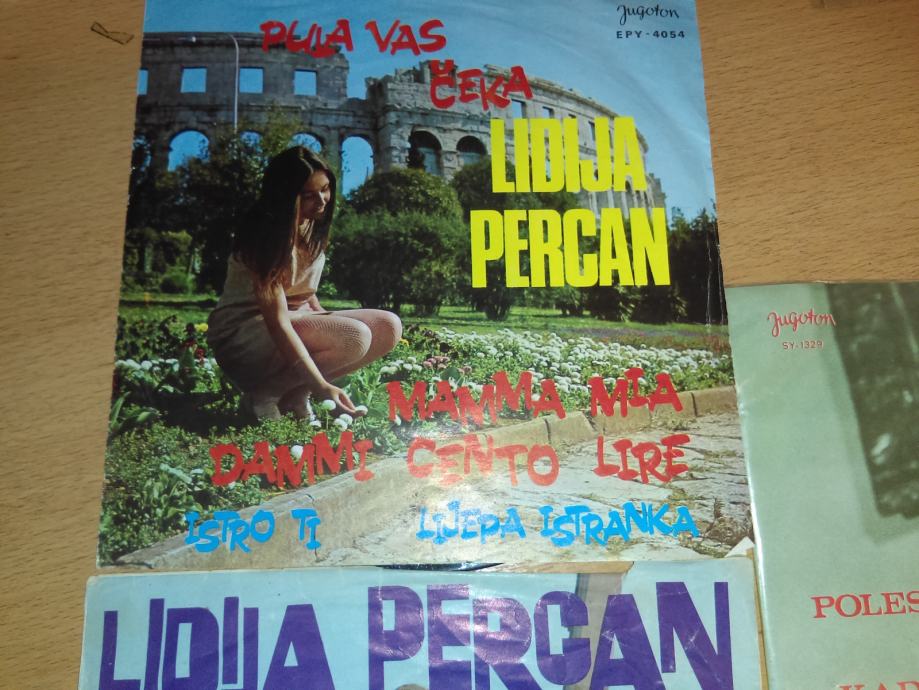 Jugoton
EPY-4054
PULA VAS
ČEKA
LIDIJA
PERCAN
MAMMA MIA
DAMMI CENTO LIRE
ISTRO TI LIJEPA ISTRANKA
LIDIJA PERCAN
Jugoton
SY-1329